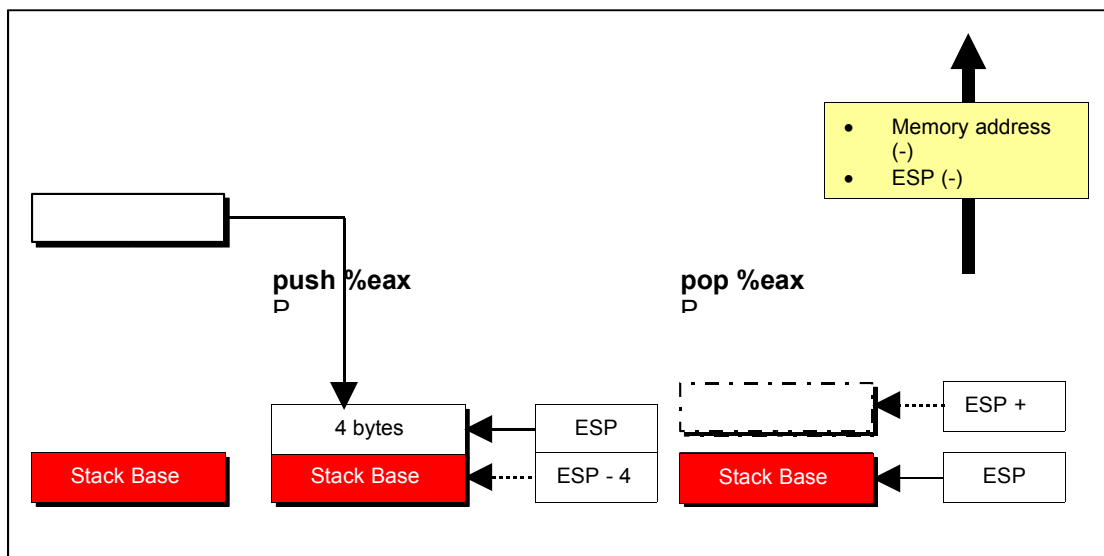 • Memory address
(-)
• ESP (-)
push %eax
P
pop %eax
P
4 bytes
ESP
ESP +
Stack Base
Stack Base
ESP - 4
Stack Base
ESP